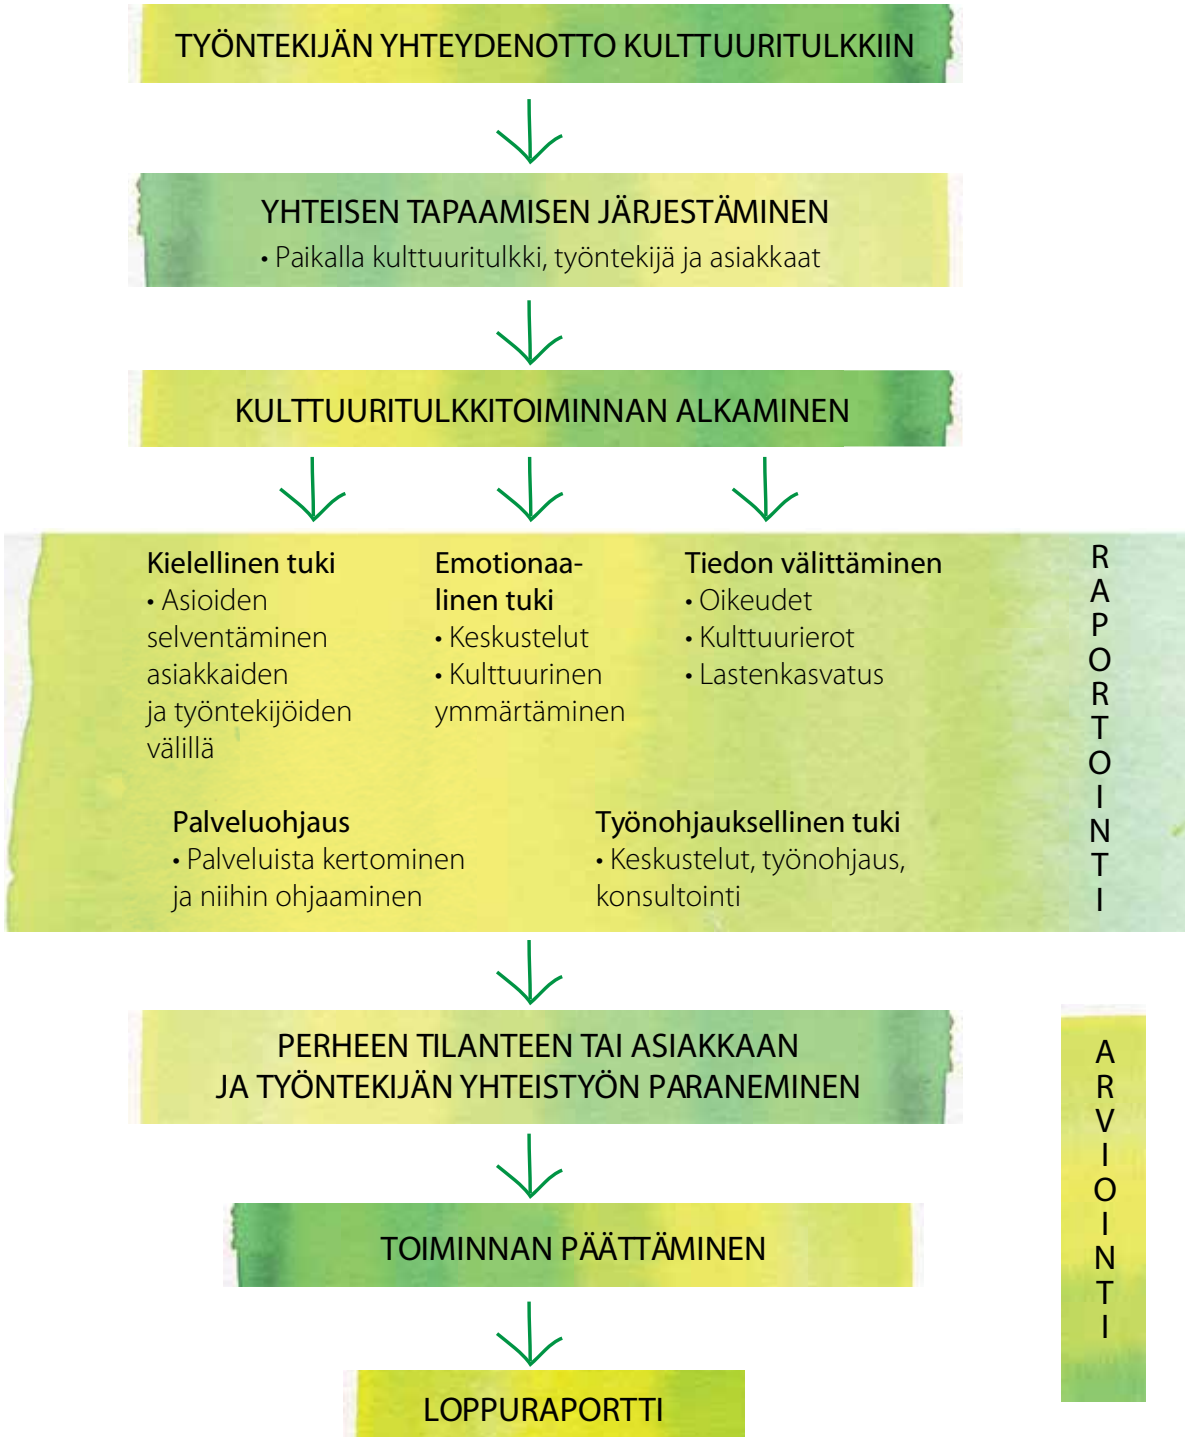 TYÖNTEKIJÄN YHTEYDENOTTO KULTTUURITULKKIIN
YHTEISEN TAPAAMISEN JÄRJESTÄMINEN
• Paikalla kulttuuritulkki, työntekijä ja asiakkaat
KULTTUURITULKKITOIMINNAN ALKAMINEN
Kielellinen tuki
• Asioiden
selventäminen
asiakkaiden
ja työntekijöiden
välillä
Emotionaa-
linen tuki
• Keskustelut
• Kulttuurinen
ymmärtäminen
Tiedon välittäminen
• Oikeudet
• Kulttuurierot
• Lastenkasvatus
Palveluohjaus
• Palveluista kertominen
ja niihin ohjaaminen
Työnohjauksellinen tuki
• Keskustelut, työnohjaus,
konsultointi
RAPORTOINTI
PERHEEN TILANTEEN TAI ASIAKKAAN
JA TYÖNTEKIJÄN YHTEISTYÖN PARANEMINEN
TOIMINNAN PÄÄTTÄMINEN
LOPPURAPORTTI
ARVIOINTI